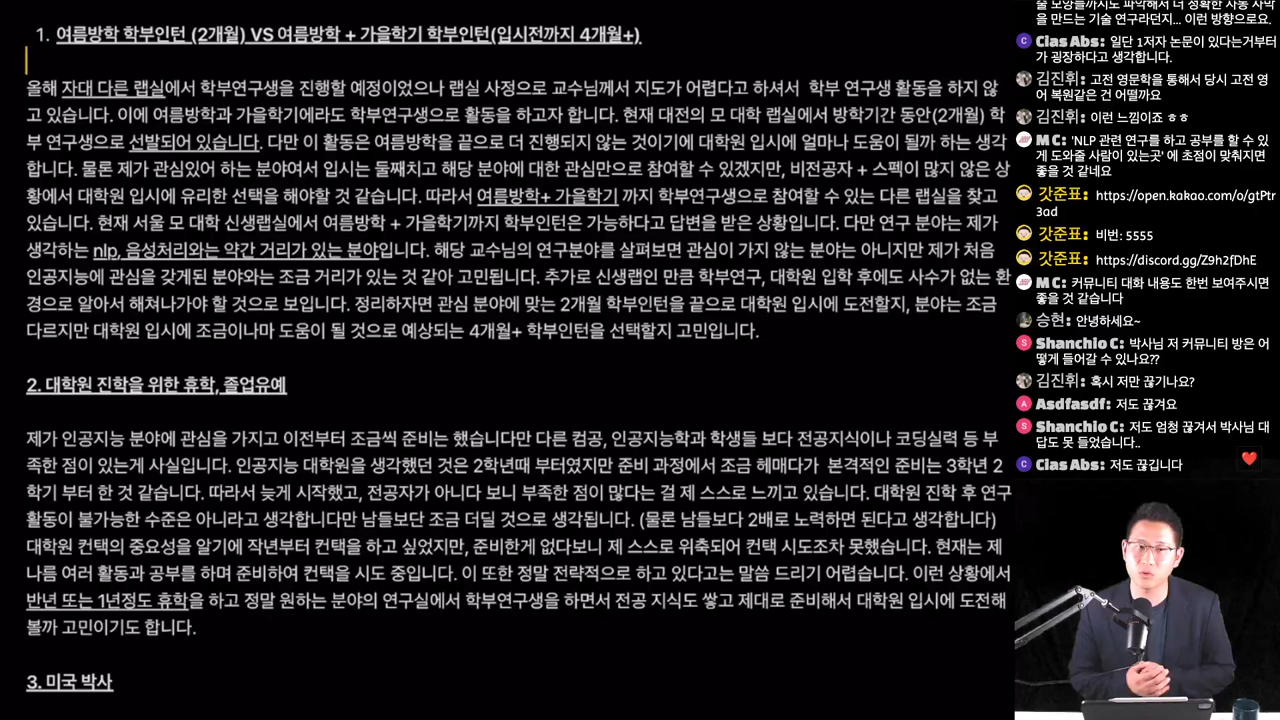 1. 여름방학 학부인턴 (2개월) VS 여름방학 + 가을학기 학부인턴(입시전까지 4개월+)
올해 자대 다른 랩실에서 학부연구생을 진행할 예정이었으나 랩실 사정으로 교수님께서 지도가 어렵다고 하셔서 학부 연구생 활동을 하지 않
고 있습니다. 이에 여름방학과 가을학기에라도 학부연구생으로 활동을 하고자 합니다. 현재 대전의 모 대학 랩실에서 방학기간 동안(2개월) 학
부 연구생으로 선발되어 있습니다. 다만 이 활동은 여름방학을 끝으로 더 진행되지 않는 것이기에 대학원 입시에 얼마나 도움이 될까 하는 생각
합니다. 물론 제가 관심있어 하는 분야여서 입시는 둘째치고 해당 분야에 대한 관심만으로 참여할 수 있겠지만, 비전공자 + 스펙이 많지 않은 상
황에서 대학원 입시에 유리한 선택을 해야할 것 같습니다. 따라서 여름방학+ 가을학기 까지 학부연구생으로 참여할 수 있는 다른 랩실을 찾고
있습니다. 현재 서울 모 대학 신생랩실에서 여름방학 + 가을학기까지 학부인턴은 가능하다고 답변을 받은 상황입니다. 다만 연구 분야는 제가
생각하는 nlp, 음성처리와는 약간 거리가 있는 분야입니다. 해당 교수님의 연구분야를 살펴보면 관심이 가지 않는 분야는 아니지만 제가 처음
인공지능에 관심을 갖게된 분야와는 조금 거리가 있는 것 같아 고민됩니다. 추가로 신생랩인 만큼 학부연구, 대학원 입학 후에도 사수가 없는 환
경으로 알아서 해쳐나가야 할 것으로 보입니다. 정리하자면 관심 분야에 맞는 2개월 학부인턴을 끝으로 대학원 입시에 도전할지, 분야는 조금
다르지만 대학원 입시에 조금이나마 도움이 될 것으로 예상되는 4개월+ 학부인턴을 선택할지 고민입니다.
2. 대학원 진학을 위한 휴학, 졸업유예
제가 인공지능 분야에 관심을 가지고 이전부터 조금씩 준비는 했습니다만 다른 컴공, 인공지능학과 학생들 보다 전공지식이나 코딩실력 등 부
족한 점이 있는게 사실입니다. 인공지능 대학원을 생각했던 것은 2학년때 부터였지만 준비 과정에서 조금 헤매다가 본격적인 준비는 3학년 2
학기 부터 한 것 같습니다. 따라서 늦게 시작했고, 전공자가 아니다 보니 부족한 점이 많다는 걸 제 스스로 느끼고 있습니다. 대학원 진학 후 연구
활동이 불가능한 수준은 아니라고 생각합니다만 남들보단 조금 더딜 것으로 생각됩니다. (물론 남들보다 2배로 노력하면 된다고 생각합니다)
대학원 컨택의 중요성을 알기에 작년부터 컨택을 하고 싶었지만, 준비한게 없다보니 제 스스로 위축되어 컨택 시도조차 못했습니다. 현재는 제
나름 여러 활동과 공부를 하며 준비하여 컨택을 시도 중입니다. 이 또한 정말 전략적으로 하고 있다고는 말씀 드리기 어렵습니다. 이런 상황에서
반년 또는 1년정도 휴학을 하고 정말 원하는 분야의 연구실에서 학부연구생을 하면서 전공 지식도 쌓고 제대로 준비해서 대학원 입시에 도전해
볼까 고민이기도 합니다.
3. 미국 박사
술 모양들까지도 파악해서 더 정확한 자동 자막
을 만드는 기술 연구라던지... 이런 방향으로요.
C Clas Abs: 일단 1저자 논문이 있다는거부터
가 굉장하다고 생각합니다.
김진휘: 고전 영문학을 통해서 당시 고전 영
어 복원같은 건 어떨까요
김진휘: 이런 느낌이죠 ㅎㅎ
M C: 'NLP 관련 연구를 하고 공부를 할 수 있
게 도와줄 사람이 있는곳' 에 초점이 맞춰지면
좋을 것 같네요
갓준표: https://open.kakao.com/o/gtPtr
3ad
갓준표: 비번: 5555
갓준표: https://discord.gg/Z9h2fDhE
M C: 커뮤니티 대화 내용도 한번 보여주시면
좋을 것 같습니다
승현: 안녕하세요~
S Shanchio C: 박사님 저 커뮤니티 방은 어
떻게 들어갈 수 있나요??
김진휘: 혹시 저만 끊기나요?
A Asdfasdf: 저도 끊겨요
S Shanchio C: 저도 엄청 끊겨서 박사님 대
답도 못 들었습니다..
C Clas Abs: 저도 끊깁니다